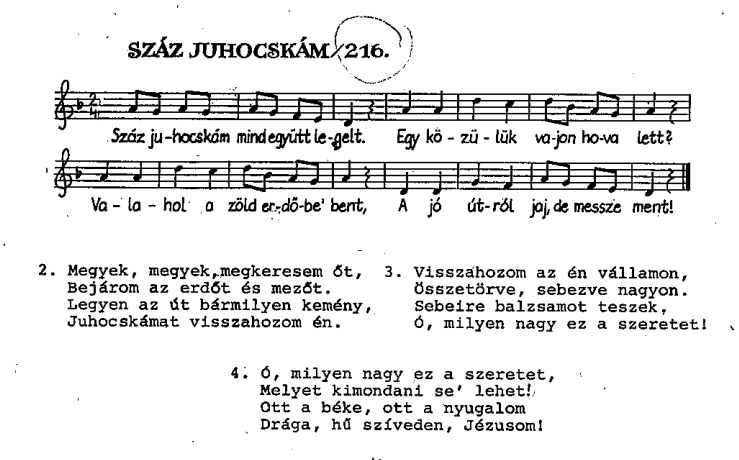 SZÁZ JUHOCSKÁM 216.
2/4
Száz ju-hocskám mind együtt le-gelt. Egy kö-zü-lük va-jon ho-va lett?
Va-la-hol a zöld er-dő-be' bent, A jó út-ról jaj, de messze ment!
2. Megyek, megyek, megkeresem őt,
Bejárom az erdőt és mezőt.
Legyen az út bármilyen kemény,
Juhocskámat visszahozom én.
3. Visszahozom az én vállamon,
Összetörve, sebezve nagyon.
Sebeire balzsamot teszek,
Ó, milyen nagy ez a szeretet!
4. Ó, milyen nagy ez a szeretet,
Melyet kimondani se' lehet!
Ott a béke, ott a nyugalom
Drága, hű szíveden, Jézusom!